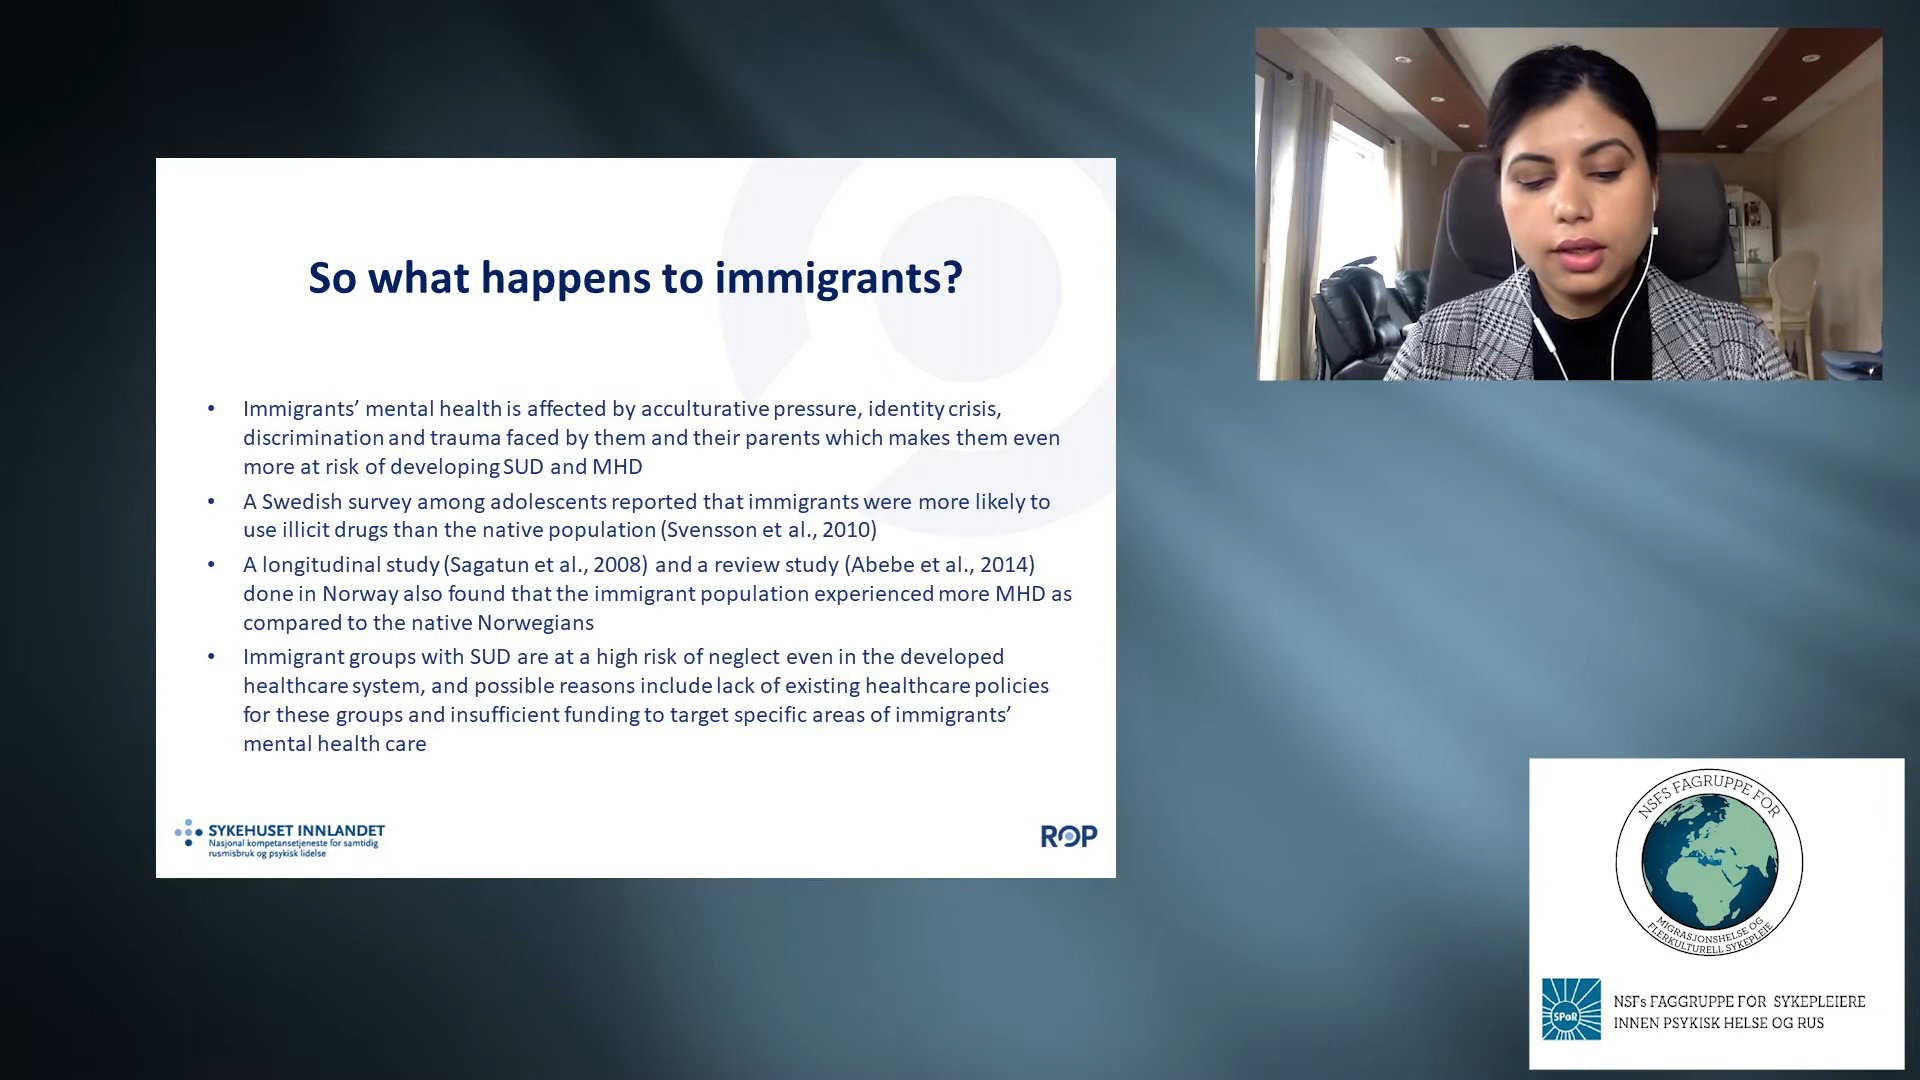 So what happens to immigrants?
• Immigrants’ mental health is affected by acculturative pressure, identity crisis,
discrimination and trauma faced by them and their parents which makes them even
more at risk of developing SUD and MHD
• A Swedish survey among adolescents reported that immigrants were more likely to
use illicit drugs than the native population (Svensson et al., 2010)
• A longitudinal study (Sagatun et al., 2008) and a review study (Abebe et al., 2014)
done in Norway also found that the immigrant population experienced more MHD as
compared to the native Norwegians
• Immigrant groups with SUD are at a high risk of neglect even in the developed
healthcare system, and possible reasons include lack of existing healthcare policies
for these groups and insufficient funding to target specific areas of immigrants’
mental health care
SYKEHUSET INNLANDET
Nasjonal kompetansetjeneste for samtidig
rusmisbruk og psykisk lidelse
ROP
NSFS FAGRUPPE FOR
MIGRASJONSHELSE OG
FLERKULTURELL SYKEPLEIE
SPoR
NSFs FAGGRUPPE FOR SYKEPLEIERE
INNEN PSYKISK HELSE OG RUS